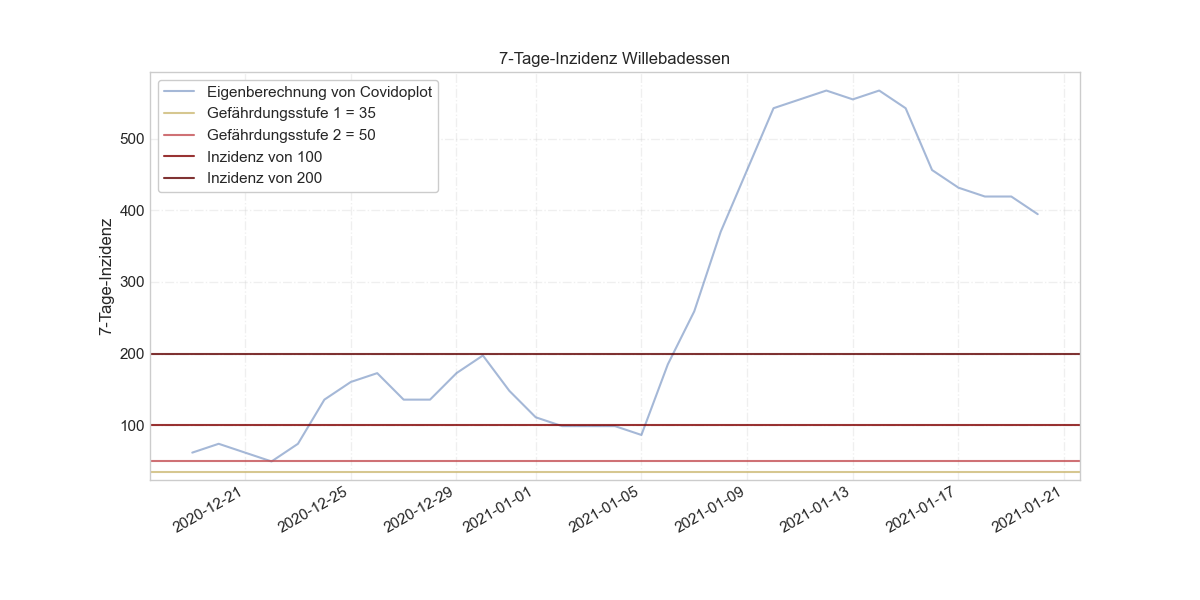 7-Tage-Inzidenz Willebadessen
Eigenberechnung von Covidoplot
Gefährdungsstufe 1 = 35
Gefährdungsstufe 2 = 50
Inzidenz von 100
Inzidenz von 200
7-Tage-Inzidenz
500
400
300
200
100
2020-12-21
2020-12-25
2020-12-29
2021-01-01
2021-01-05
2021-01-09
2021-01-13
2021-01-17
2021-01-21